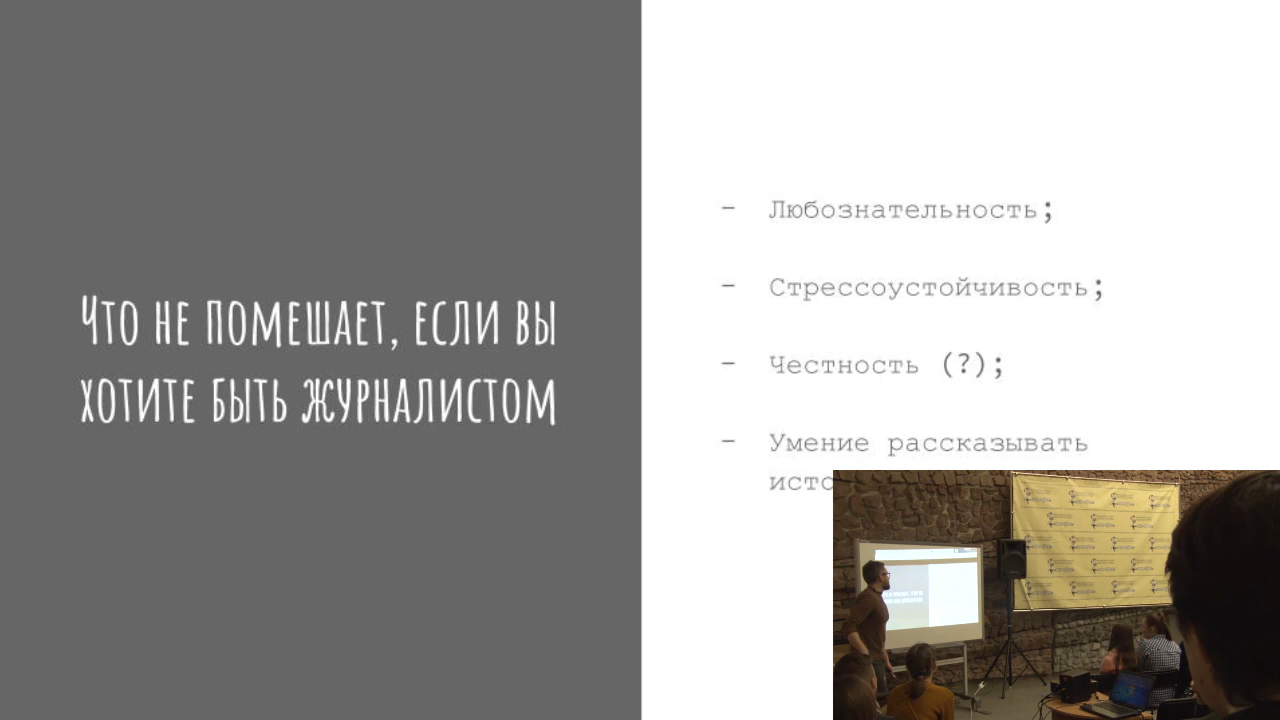 Что не помешает, если вы
хотите быть журналистом
- Любознательность;
- Стрессоустойчивость;
- Честность (?);
- Умение рассказывать